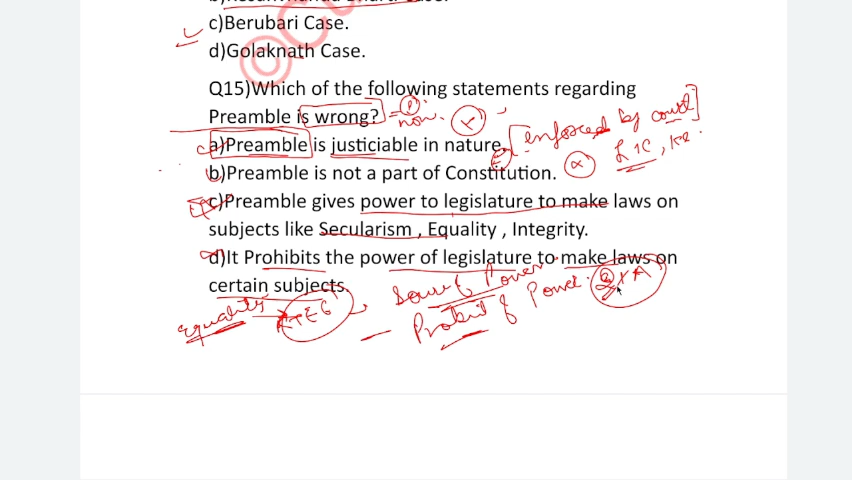 c)Berubari Case.
d)Golaknath Case.
Q15)Which of the following statements regarding
Preamble is wrong?
non.
a)Preamble is justiciable in nature.
[enforced by court]
b)Preamble is not a part of Constitution.
LIC
c)Preamble gives power to legislature to make laws on
subjects like Secularism , Equality , Integrity.
d)It Prohibits the power of legislature to make laws on
certain subjects.
Source Power
Equality
Prohibit of Power